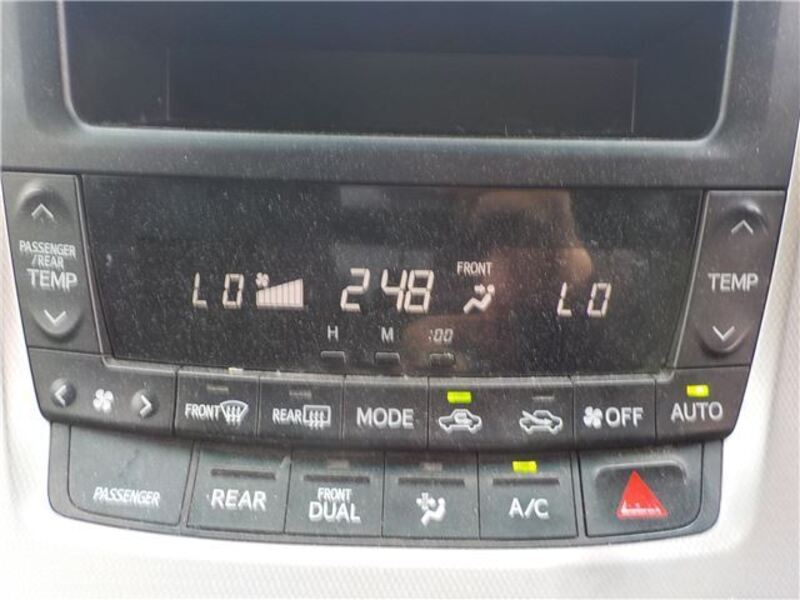 PASSENGER
/REAR
TEMP
LO 248 FRONT LO
H M :00
TEMP
FRONT REAR MODE OFF AUTO
PASSENGER REAR FRONT
DUAL A/C